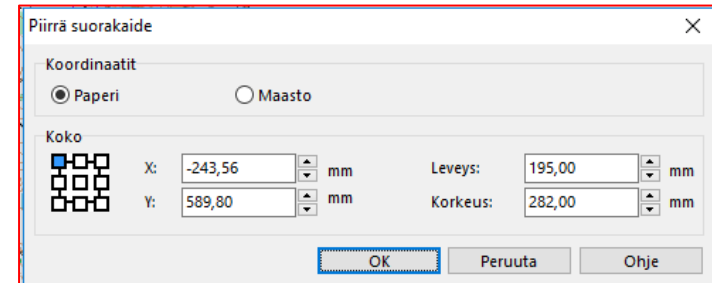 Piirrä suorakaide
Koordinaatit
Paperi Maasto
Koko
X: -243,56 mm Leveys: 195,00 mm
Y: 589,80 mm Korkeus: 282,00 mm
OK Peruuta Ohje